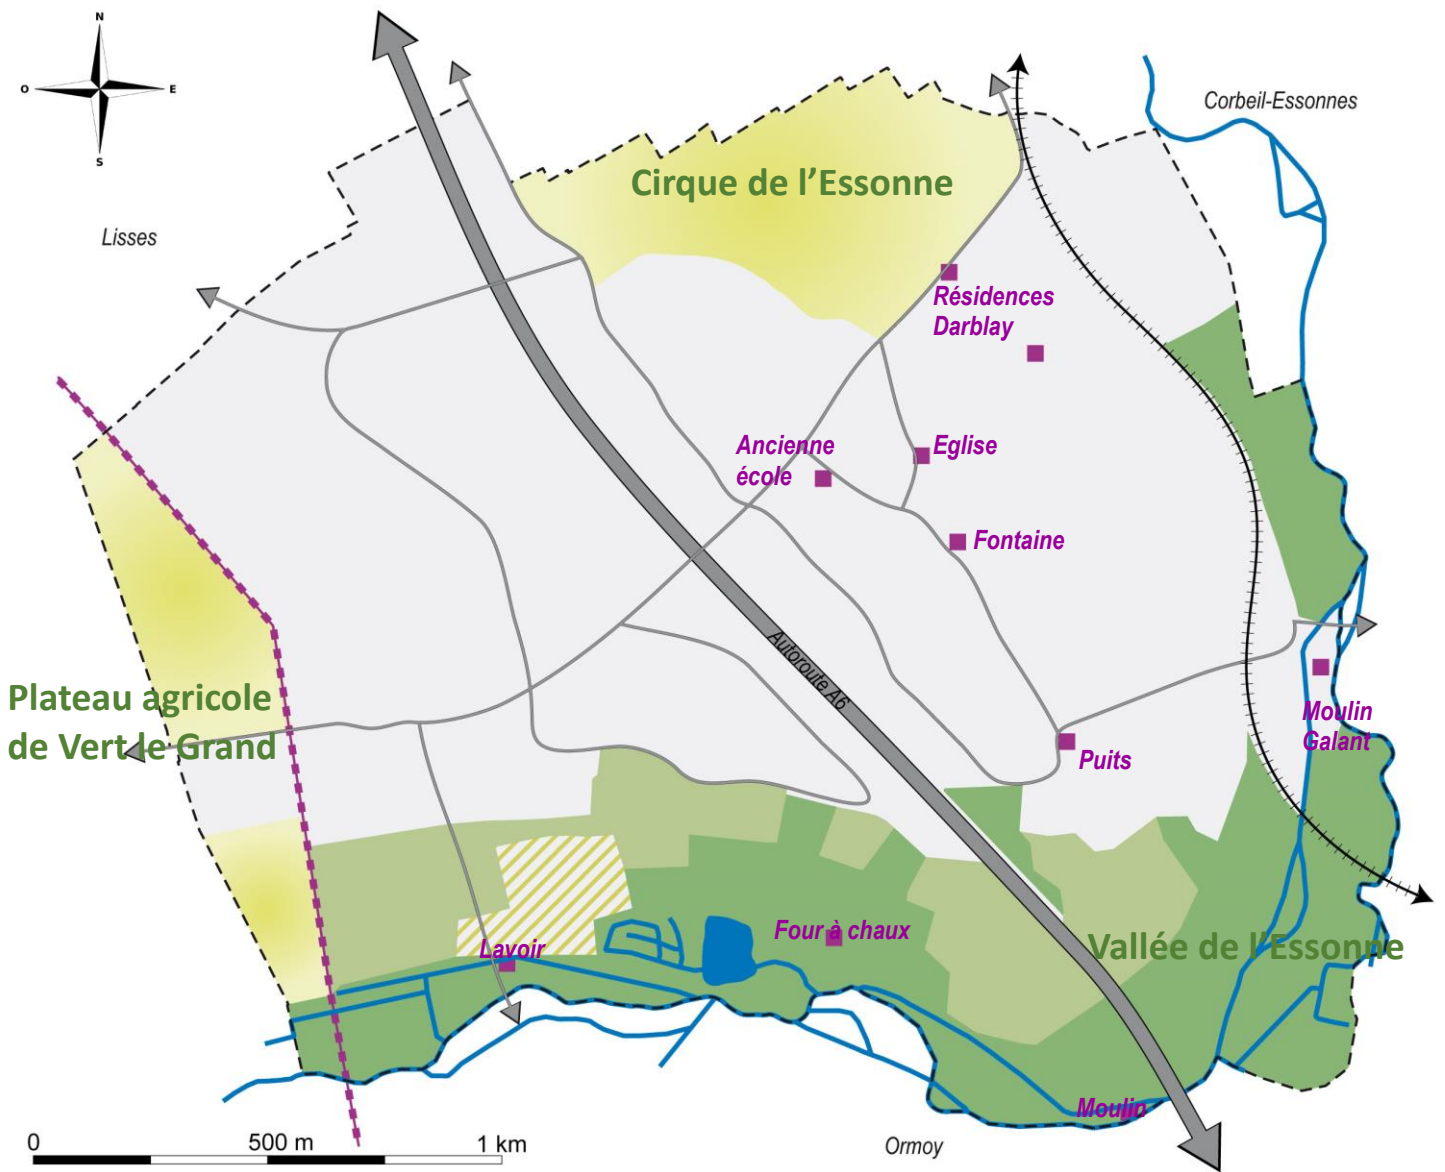 N
O
E
S
Corbeil-Essonnes
Cirque de l’Essonne
Lisses
Résidences
Darblay
Ancienne
école
Eglise
Fontaine
Autoroute A6
Plateau agricole
de Vert le Grand
Moulin
Galant
Puits
Four à chaux
Vallée de l’Essonne
Lavoir
Moulin
0
500 m
1 km
Ormoy